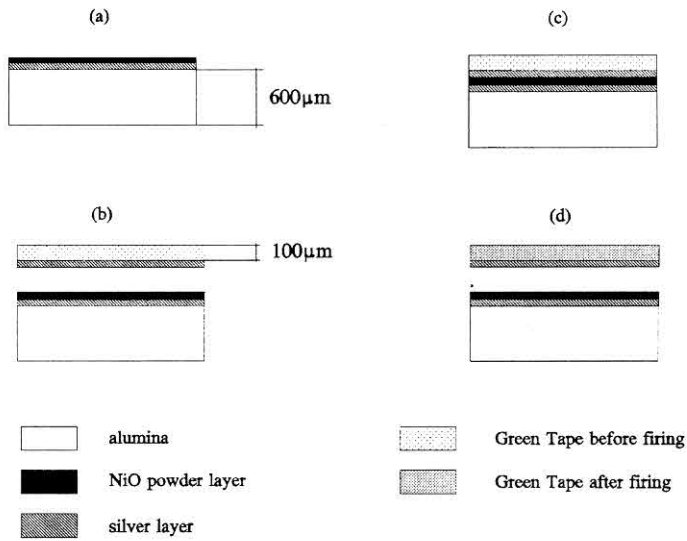 (a)
600μm
(c)
(b)
100μm
(d)
alumina
NiO powder layer
silver layer
Green Tape before firing
Green Tape after firing